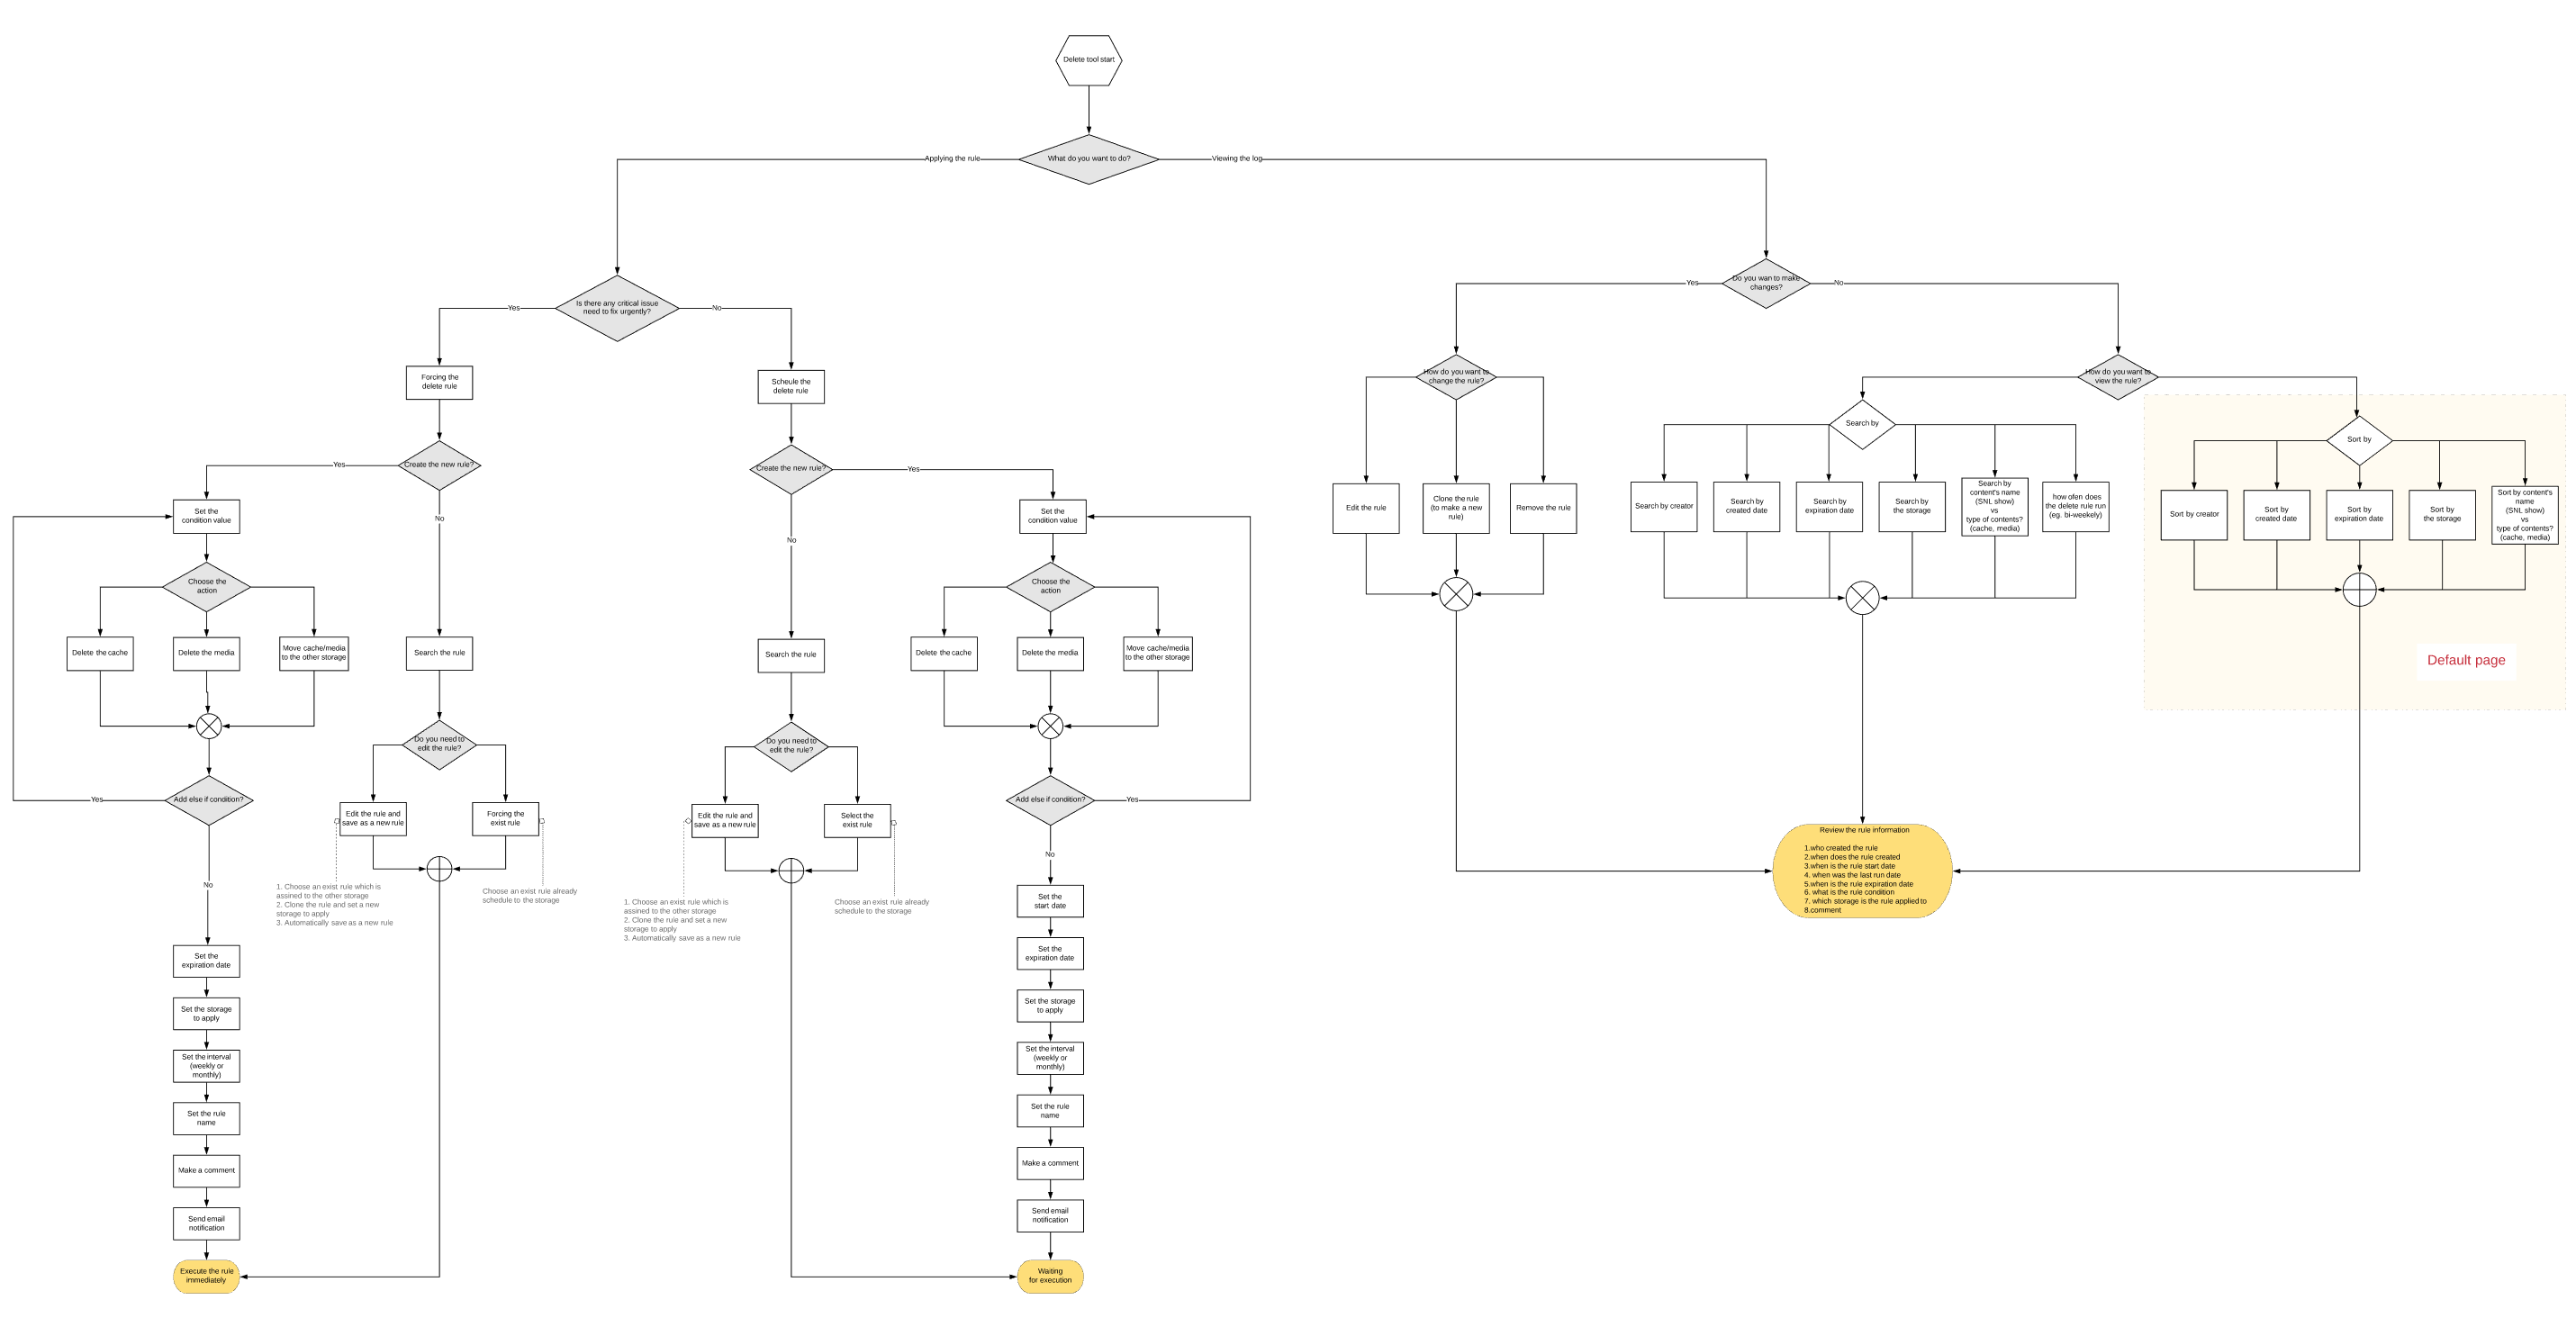 Delete tool start
What do you want to do?
Applying the rule
Viewing the log
Is there any critical issue
need to fix urgently?
Yes
No
Forcing the
delete rule
Create the new rule?
Yes
No
Set the
condition value
Choose the
action
Delete the cache
Delete the media
Move cache/media
to the other storage
Add else if condition?
Yes
No
Search the rule
Do you need to
edit the rule?
Edit the rule and
save as a new rule
Forcing the
exist rule
1. Choose an exist rule which is
assined to the other storage
2. Clone the rule and set a new
storage to apply
3. Automatically save as a new rule
Choose an exist rule already
schedule to the storage
Set the
expiration date
Set the storage
to apply
Set the interval
(weekly or
monthly)
Set the rule
name
Make a comment
Send email
notification
Execute the rule
immediately
Scheule the
delete rule
Create the new rule?
Yes
No
Search the rule
Do you need to
edit the rule?
Edit the rule and
save as a new rule
Select the
exist rule
1. Choose an exist rule which is
assined to the other storage
2. Clone the rule and set a new
storage to apply
3. Automatically save as a new rule
Choose an exist rule already
schedule to the storage
Set the
condition value
Choose the
action
Delete the cache
Delete the media
Move cache/media
to the other storage
Add else if condition?
Yes
No
Set the
start date
Set the
expiration date
Set the storage
to apply
Set the interval
(weekly or
monthly)
Set the rule
name
Make a comment
Send email
notification
Waiting
for execution
Do you wan to make
changes?
Yes
No
How do you want to
change the rule?
Edit the rule
Clone the rule
(to make a new
rule)
Remove the rule
How do you want to
view the rule?
Search by
Search by creator
Search by
created date
Search by
expiration date
Search by
the storage
Search by
content's name
(SNL show)
vs
type of contents?
(cache, media)
how ofen does
the delete rule run
(eg. bi-weekely)
Sort by
Sort by creator
Sort by
created date
Sort by
expiration date
Sort by
the storage
Sort by content's
name
(SNL show)
vs
type of contents?
(cache, media)
Default page
Review the rule information
1.who created the rule
2.when does the rule created
3.when is the rule start date
4. when was the last run date
5.when is the rule expiration date
6. what is the rule condition
7. which storage is the rule applied to
8.comment